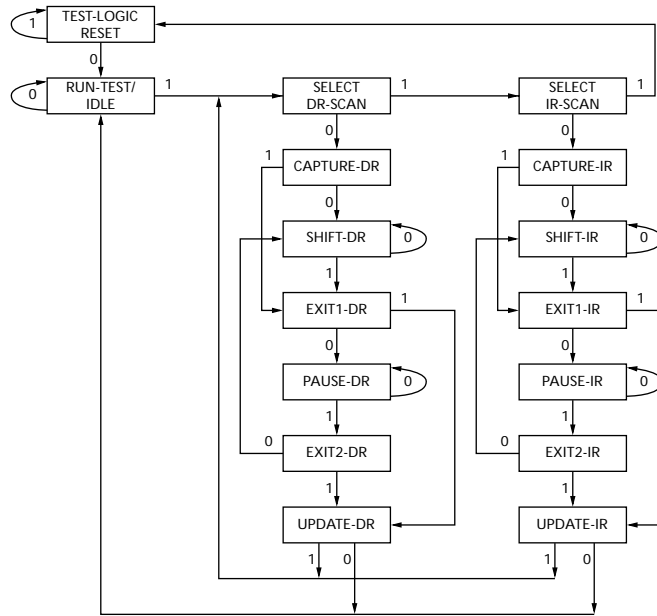 TEST-LOGIC
RESET
1
0
RUN-TEST/
IDLE
0
1
SELECT
DR-SCAN
1
SELECT
IR-SCAN
1
0
0
1
CAPTURE-DR
1
CAPTURE-IR
0
0
SHIFT-DR
0
SHIFT-IR
0
1
1
EXIT1-DR
1
EXIT1-IR
1
0
0
PAUSE-DR
0
PAUSE-IR
0
1
1
0
EXIT2-DR
0
EXIT2-IR
1
1
UPDATE-DR
UPDATE-IR
1
0
1
0